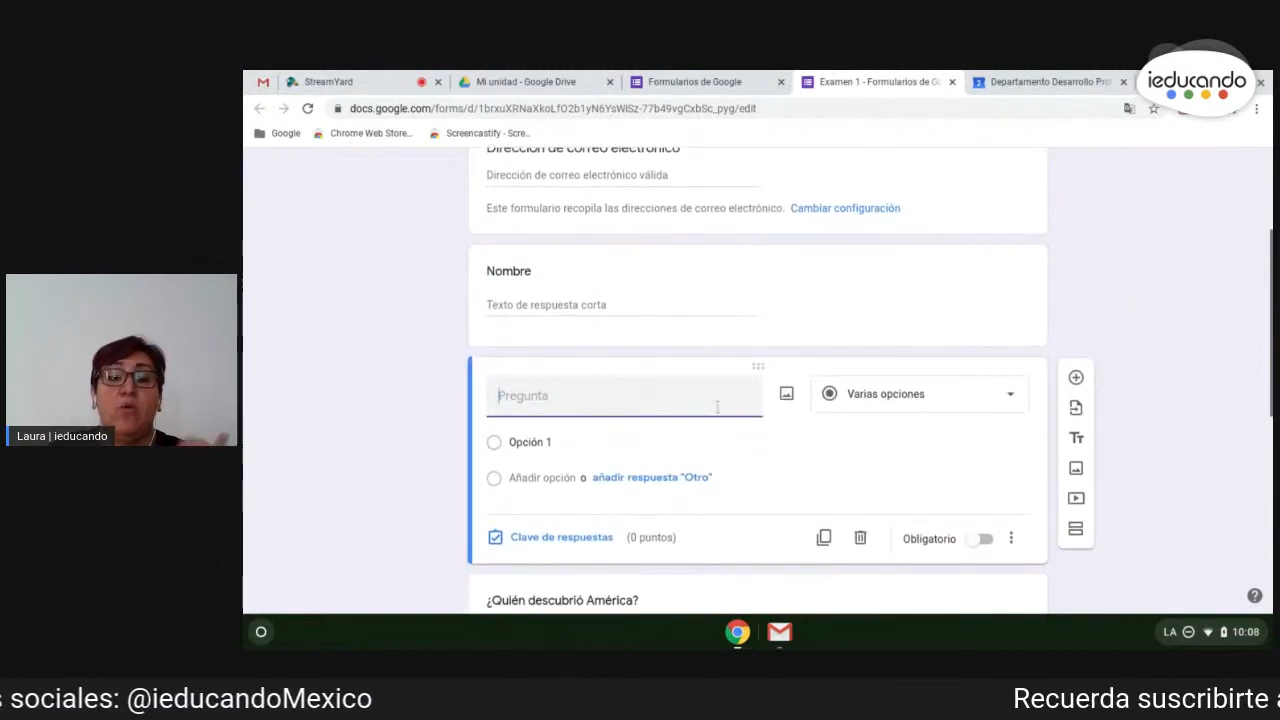 ieducando
StreamYard
Mi unidad - Google Drive
Formularios de Google
Examen 1 - Formularios de G
Departamento Desarrollo Pro
docs.google.com/forms/d/1brxuXRNaXkoLfO2b1yN6YsWiSz-77b49vgCxbSc_pyg/edit
Google
Chrome Web Store...
Screencastify - Scre...
Dirección de correo electrónico
Dirección de correo electrónico válida
Este formulario recopila las direcciones de correo electrónico. Cambiar configuración
Nombre
Texto de respuesta corta
Pregunta
Varias opciones
Opción 1
Añadir opción o añadir respuesta "Otro"
Clave de respuestas (0 puntos)
Obligatorio
¿Quién descubrió América?
Laura | ieducando
LA
10:08
s sociales: @ieducandoMexico
Recuerda suscribirte a